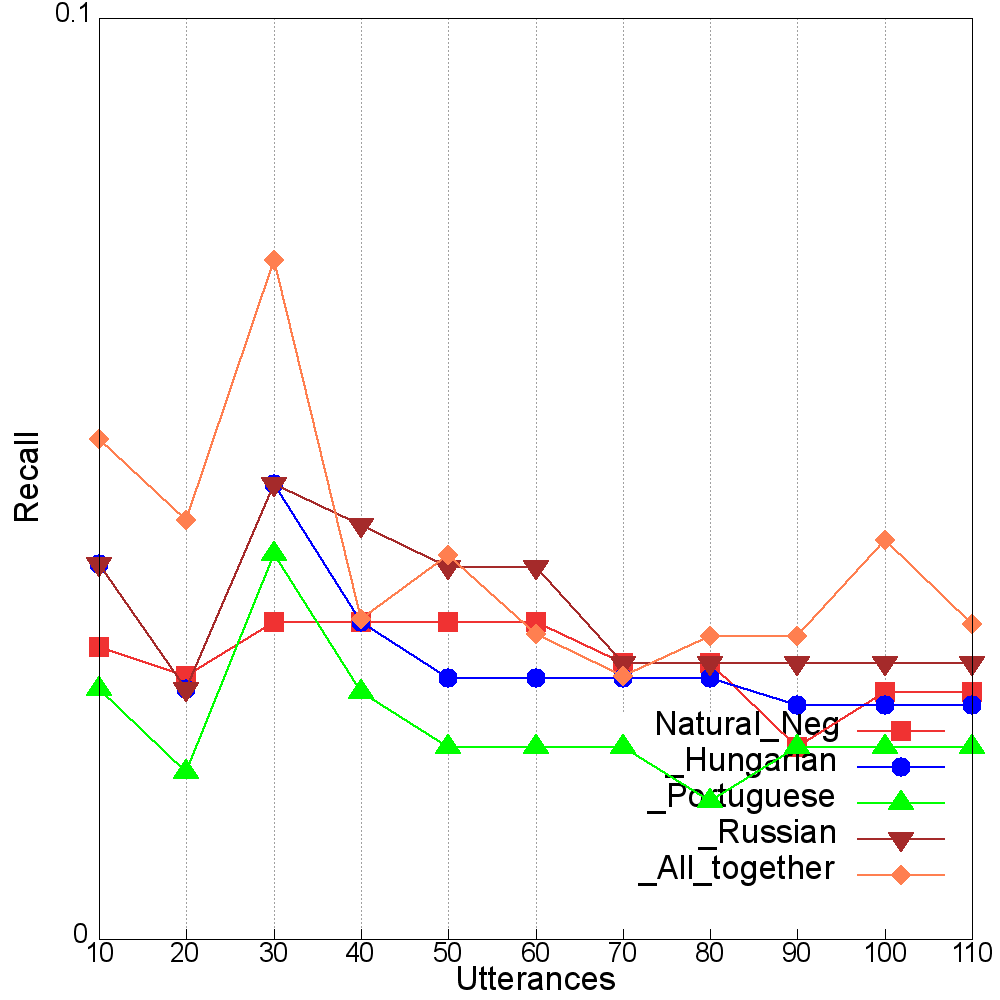 0.1
Recall
Natural_Neg
_Hungarian
_Portuguese
_Russian
_All_together
0
10 20 30 40 50 60 70 80 90 100 110
Utterances